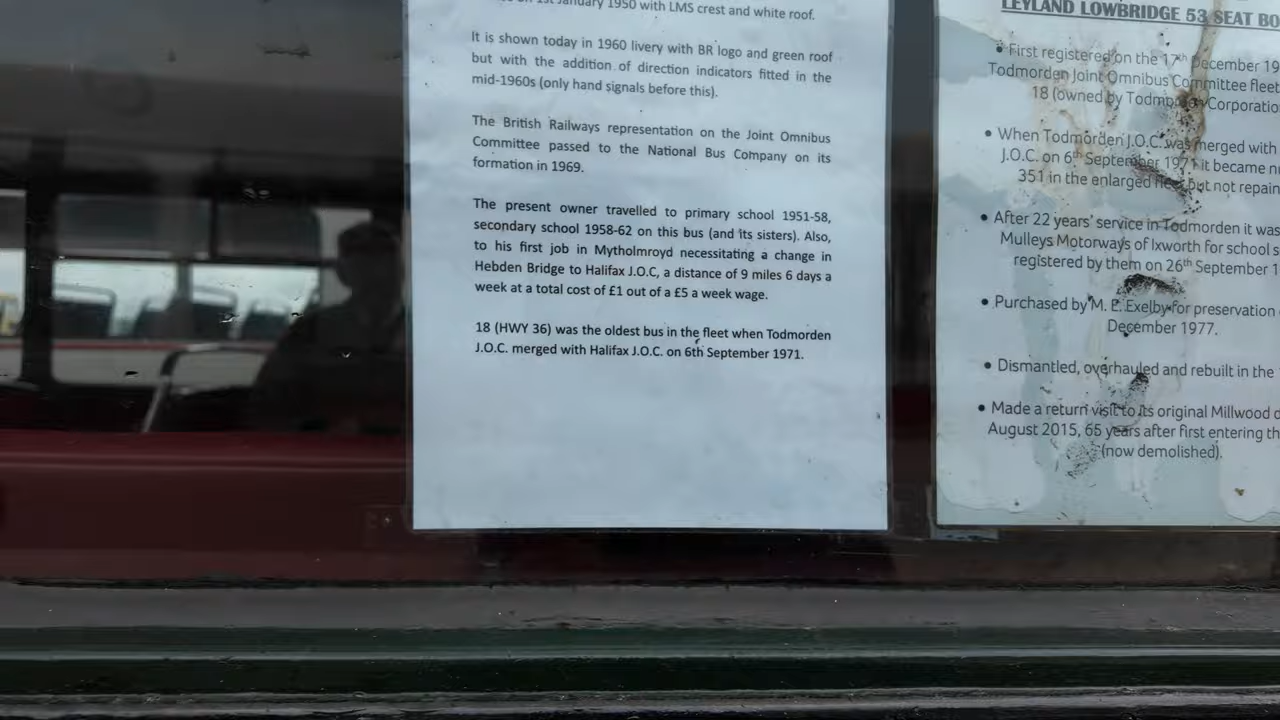 1st January 1950 with LMS crest and white roof.
It is shown today in 1960 livery with BR logo and green roof
but with the addition of direction indicators fitted in the
mid-1960s (only hand signals before this).
The British Railways representation on the Joint Omnibus
Committee passed to the National Bus Company on its
formation in 1969.
The present owner travelled to primary school 1951-58,
secondary school 1958-62 on this bus (and its sisters). Also,
to his first job in Mytholmroyd necessitating a change in
Hebden Bridge to Halifax J.O.C, a distance of 9 miles 6 days a
week at a total cost of £1 out of a £5 a week wage.
18 (HWY 36) was the oldest bus in the fleet when Todmorden
J.O.C. merged with Halifax J.O.C. on 6th September 1971.
LEYLAND LOWBRIDGE 53 SEAT BO
• First registered on the 17th December 19
Todmorden Joint Omnibus Committee fleet
18 (owned by Corporatio
• When Todmorden J.O.C. was merged with
J.O.C. on 6th September 1971 it became n
351 in the enlarged but not repain
• After 22 years' service in Todmorden it was
Mulleys Motorways of Ixworth for school s
registered by them on 26th September 1
• Purchased by M. E. Exelby for preservation
December 1977.
• Dismantled, overhauled and rebuilt in the
• Made a return visit to its original Millwood d
August 2015, 65 years after first entering th
(now demolished).